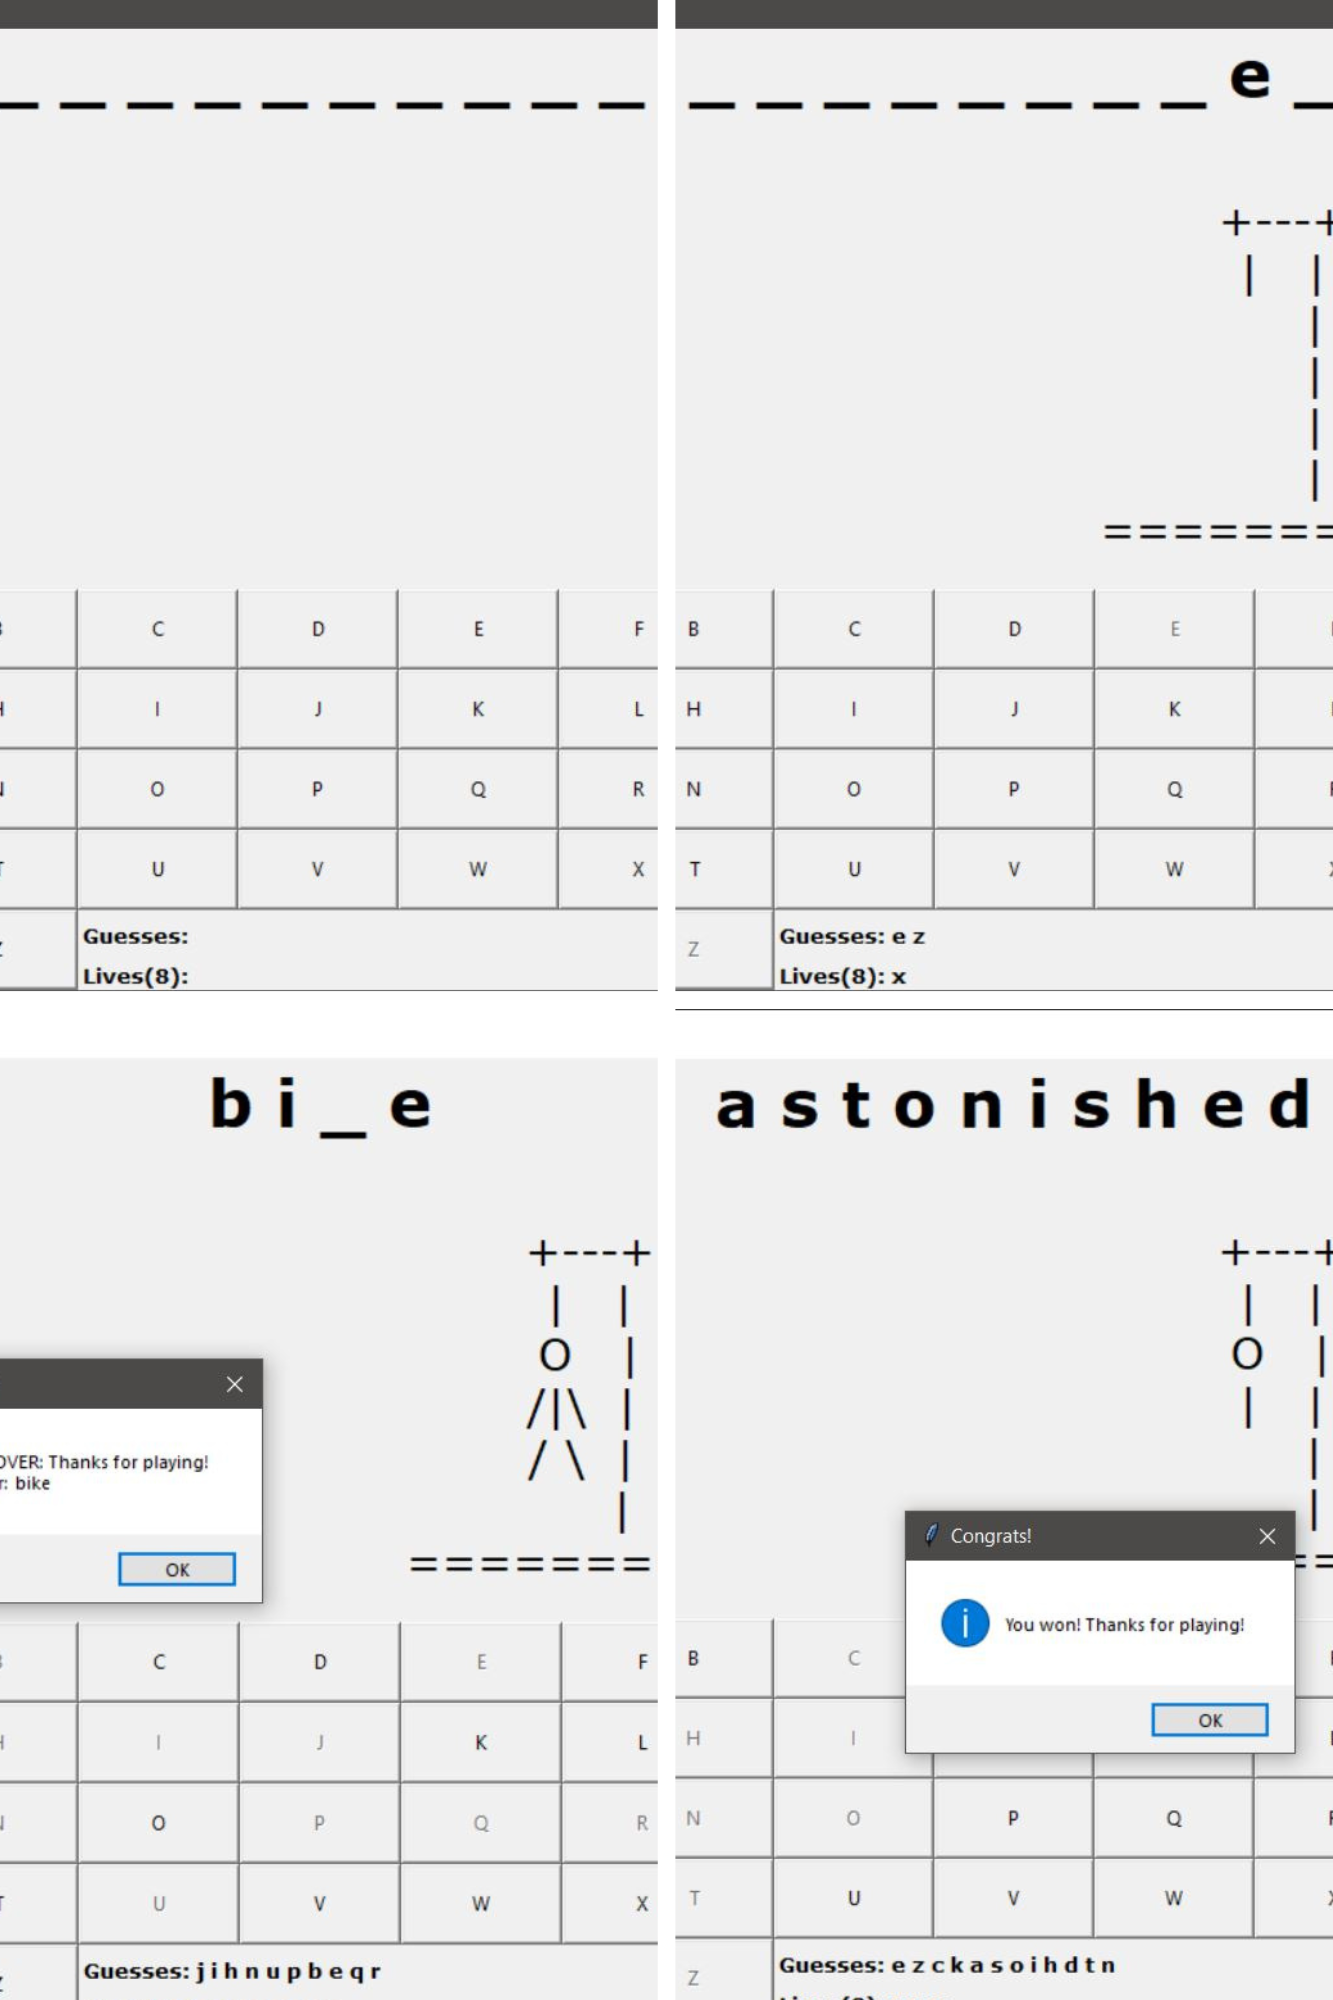 _ _ _ _ _ _ _ _ _ _
C D E F
I J K L
O P Q R
U V W X
Guesses:
Lives(8):
_ _ _ _ _ _ _ _ e _
+---+
| |
|
|
|
|
=======
B C D E
H I J K
N O P Q
T U V W
Z
Guesses: e z
Lives(8): x
b i _ e
+---+
| |
O |
/|\ |
/ \ |
|
=======
OVER: Thanks for playing!
: bike
OK
C D E F
I J K L
O P Q R
U V W X
Guesses: j i h n u p b e q r
a s t o n i s h e d
+---+
| |
O |
| |
|
|
==
Congrats!
You won! Thanks for playing!
OK
B C
H I
N O P Q
T U V W
Z
Guesses: e z c k a s o i h d t n